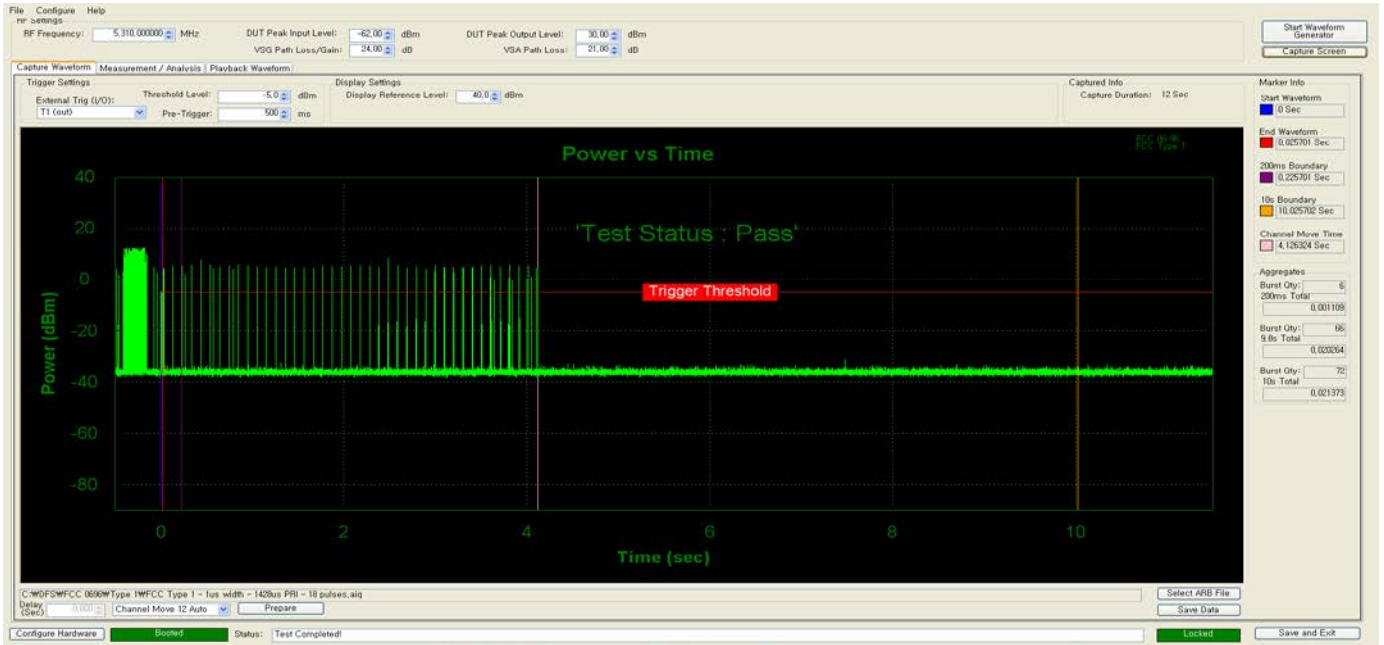 File Configure Help
RF Settings
RF Frequency: 5,310,000000 MHz DUT Peak Input Level: -62,00 dBm DUT Peak Output Level: 30,00 dBm
VSG Path Loss/Gain: 24,00 dB VSA Path Loss: 21,00 dB
Start Waveform Generator
Capture Screen
Capture Waveform Measurement / Analysis Playback Waveform
Trigger Settings
External Trig (I/O): Threshold Level: -5,0 dBm
T1 (out) Pre-Trigger: 500 ms
Display Settings
Display Reference Level: 40,0 dBm
Captured Info
Capture Duration: 12 Sec
Marker Info
Start Waveform
0 Sec
End Waveform
0,025701 Sec
200ms Boundary
0,225701 Sec
10s Boundary
10,025702 Sec
Channel Move Time
4,126324 Sec
Aggregates
Burst Qty: 6
200ms Total
0,001109
Burst Qty: 66
9.8s Total
0,020264
Burst Qty: 72
10s Total
0,021373
Power vs Time
FCC 06-96
FCC Type 1
'Test Status : Pass'
Trigger Threshold
Power (dBm)
40
20
0
-20
-40
-60
-80
0 2 4 6 8 10
Time (sec)
C:₩DFS₩FCC 0696₩Type 1₩FCC Type 1 - 1us width - 1428us PRI - 18 pulses.aiq
Select ARB File
Delay (Sec) 0,000 Channel Move 12 Auto Prepare
Save Data
Configure Hardware Booted Status: Test Completed! Locked Save and Exit